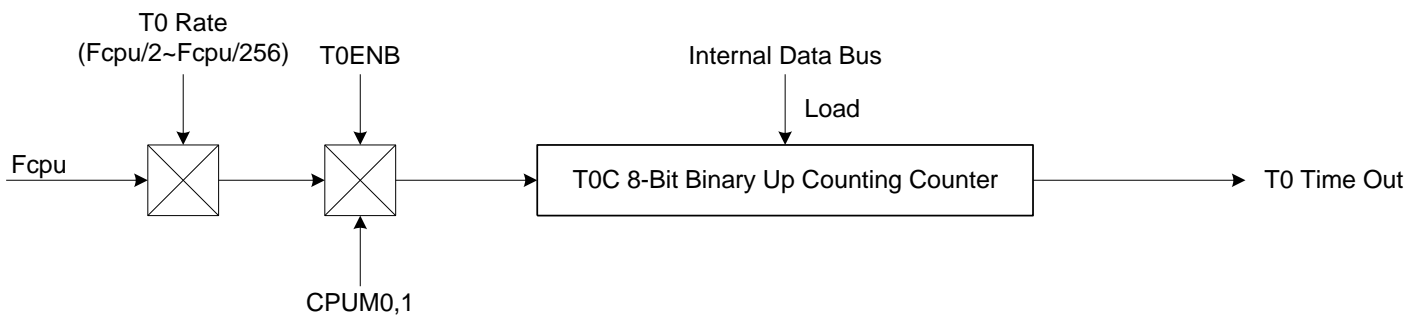 T0 Rate
(Fcpu/2~Fcpu/256)
T0ENB
Internal Data Bus
Load
Fcpu
T0C 8-Bit Binary Up Counting Counter
T0 Time Out
CPUM0,1